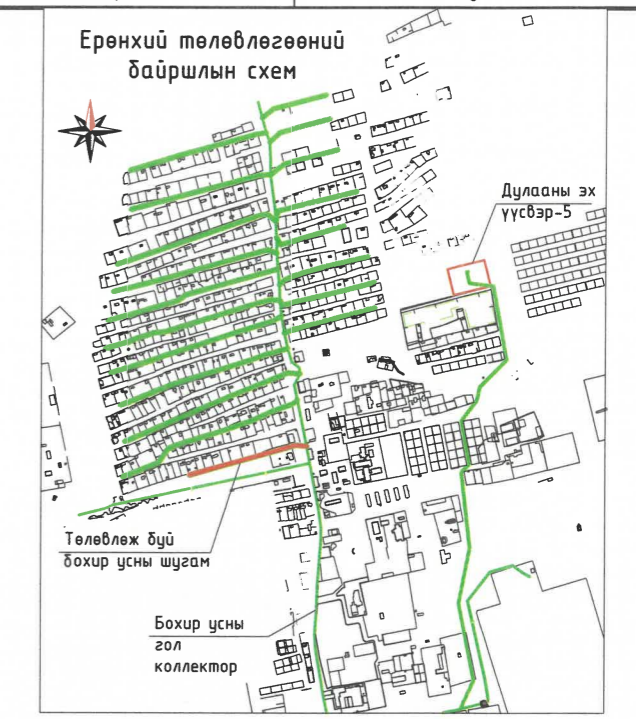 Ерөнхий төлөвлөгөөний
байршлын схем
Дулааны эх
үүсвэр-5
Төлөвлөж буй
бохир усны шугам
Бохир усны
гол
коллектор